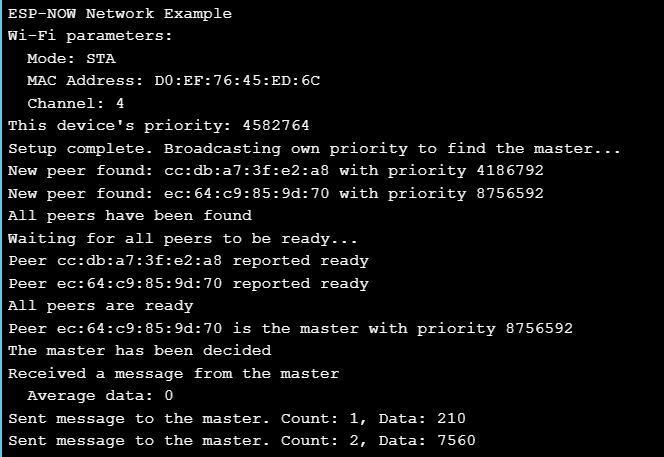 ESP-NOW Network Example
Wi-Fi parameters:
  Mode: STA
  MAC Address: D0:EF:76:45:ED:6C
  Channel: 4
This device's priority: 4582764
Setup complete. Broadcasting own priority to find the master...
New peer found: cc:db:a7:3f:e2:a8 with priority 4186792
New peer found: ec:64:c9:85:9d:70 with priority 8756592
All peers have been found
Waiting for all peers to be ready...
Peer cc:db:a7:3f:e2:a8 reported ready
Peer ec:64:c9:85:9d:70 reported ready
All peers are ready
Peer ec:64:c9:85:9d:70 is the master with priority 8756592
The master has been decided
Received a message from the master
  Average data: 0
Sent message to the master. Count: 1, Data: 210
Sent message to the master. Count: 2, Data: 7560